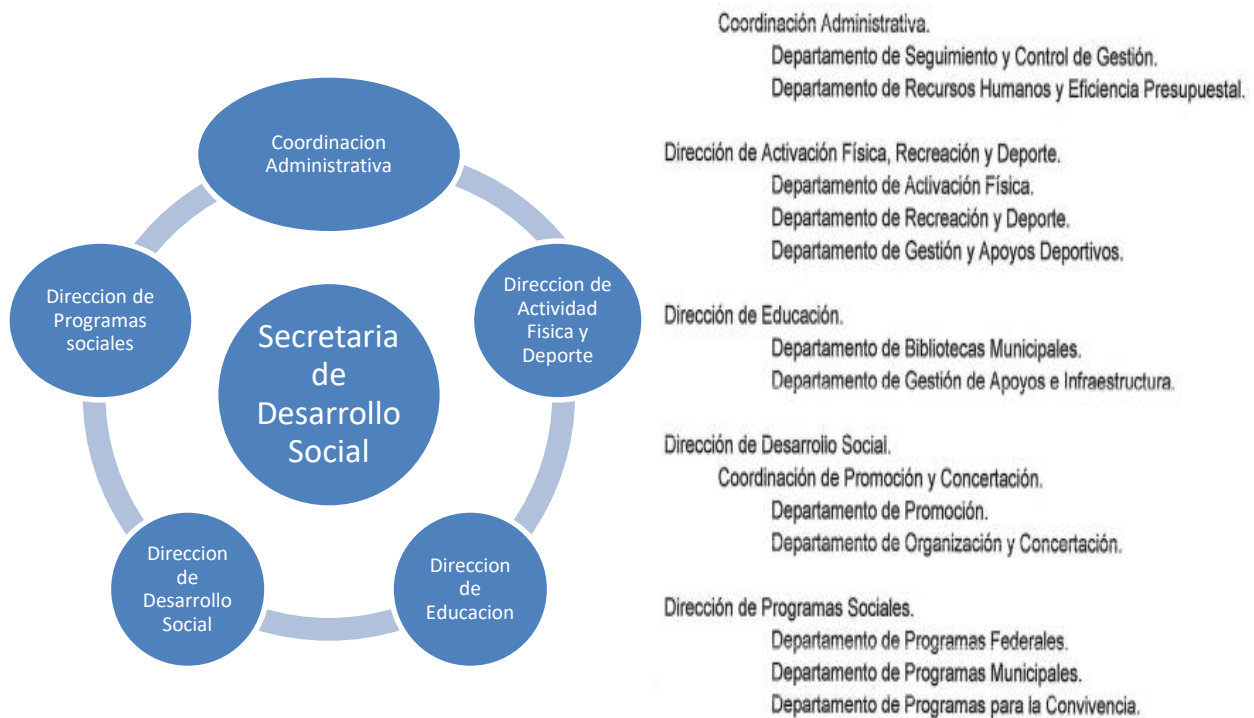 Coordinacion
Administrativa
Direccion de
Actividad
Fisica y
Deporte
Direccion
de
Educacion
Direccion
de
Desarrollo
Social
Direccion de
Programas
sociales
Secretaria
de
Desarrollo
Social
Coordinación Administrativa.
Departamento de Seguimiento y Control de Gestión.
Departamento de Recursos Humanos y Eficiencia Presupuestal.
Dirección de Activación Física, Recreación y Deporte.
Departamento de Activación Física.
Departamento de Recreación y Deporte.
Departamento de Gestión y Apoyos Deportivos.
Dirección de Educación.
Departamento de Bibliotecas Municipales.
Departamento de Gestión de Apoyos e Infraestructura.
Dirección de Desarrollo Social.
Coordinación de Promoción y Concertación.
Departamento de Promoción.
Departamento de Organización y Concertación.
Dirección de Programas Sociales.
Departamento de Programas Federales.
Departamento de Programas Municipales.
Departamento de Programas para la Convivencia.